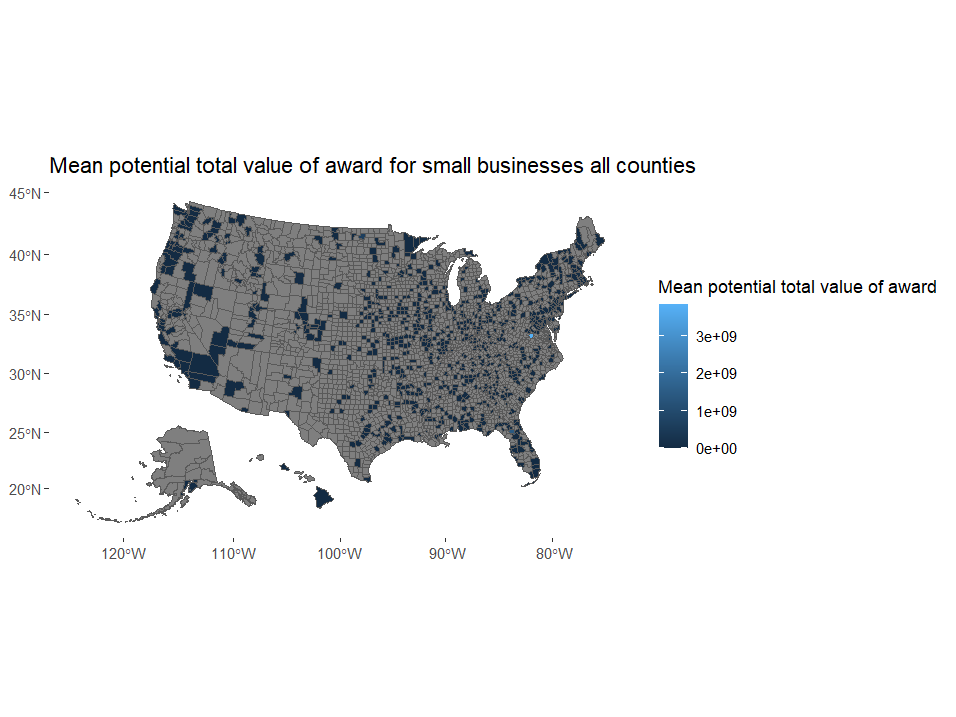 Mean potential total value of award for small businesses all counties
45°N
40°N
35°N
30°N
25°N
20°N
120°W
110°W
100°W
90°W
80°W
Mean potential total value of award
3e+09
2e+09
1e+09
0e+00